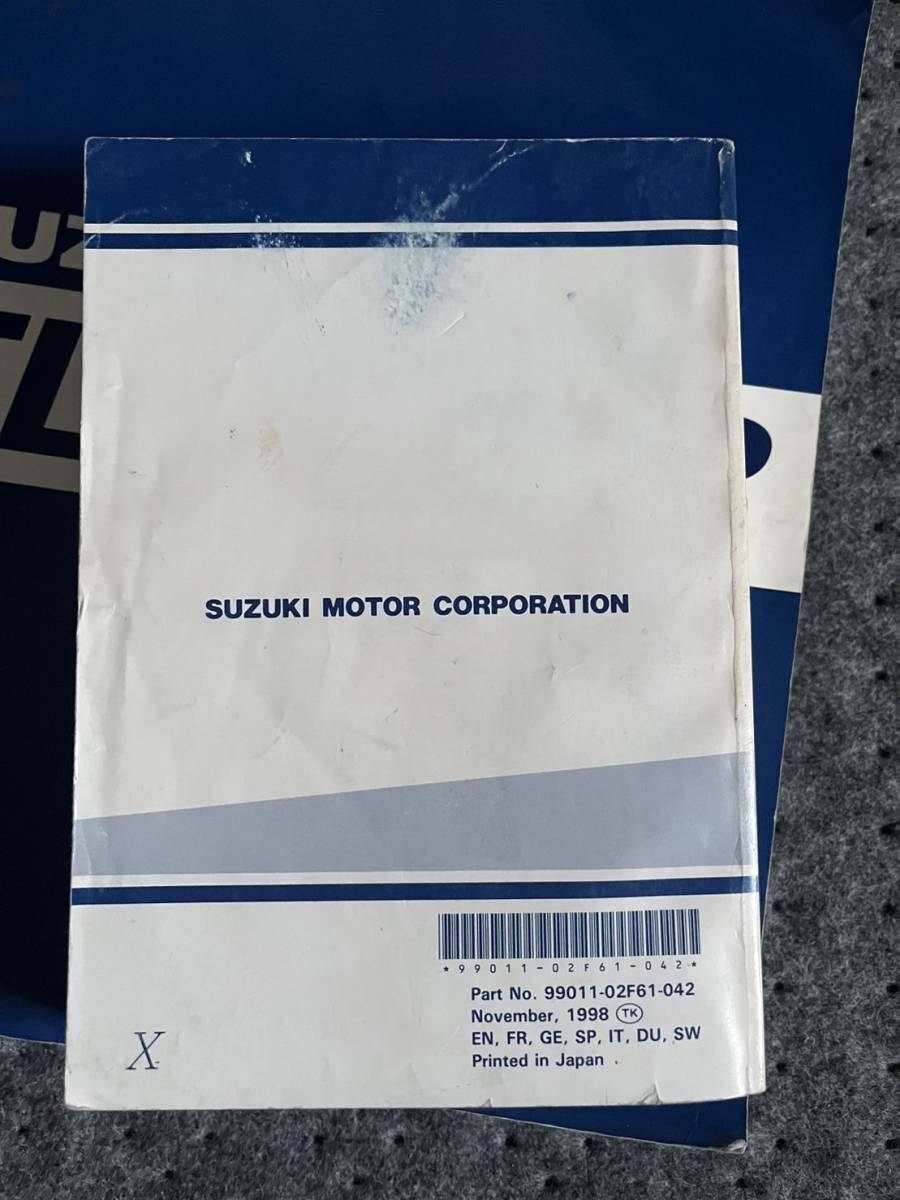 SUZUKI MOTOR CORPORATION
*99011-02F61-042*
Part No. 99011-02F61-042
November, 1998 TK
EN, FR, GE, SP, IT, DU, SW
Printed in Japan
X